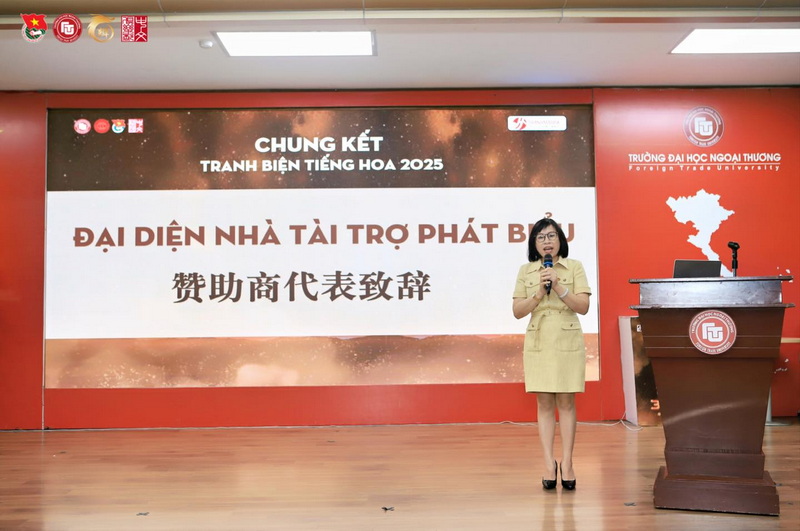 CHUNG KẾT
TRANH BIỆN TIẾNG HOA 2025
ĐẠI DIỆN NHÀ TÀI TRỢ PHÁT BIỂU
赞助商代表致辞
TRƯỜNG ĐẠI HỌC NGOẠI THƯƠNG
Foreign Trade University